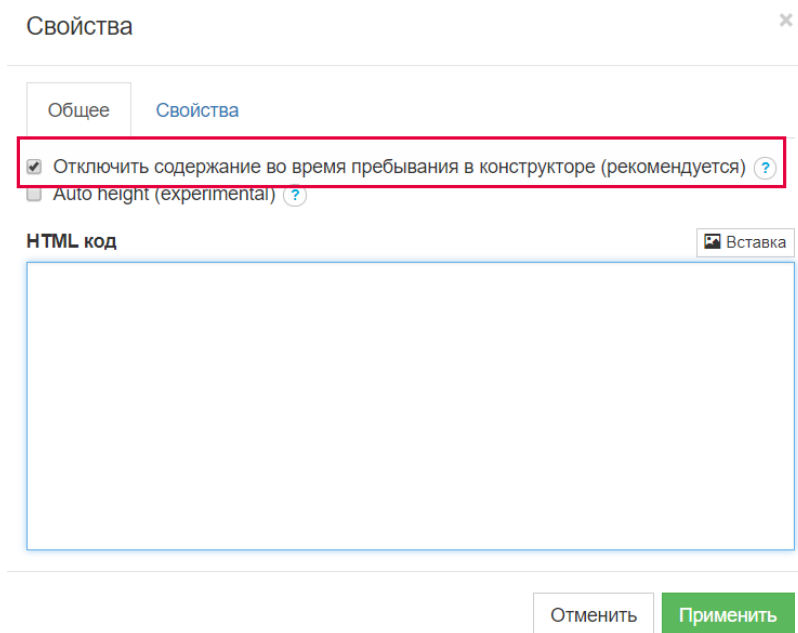 Свойства
×
Общее Свойства
Отключить содержание во время пребывания в конструкторе (рекомендуется) ?
Auto height (experimental) ?
HTML код Вставка
Отменить Применить